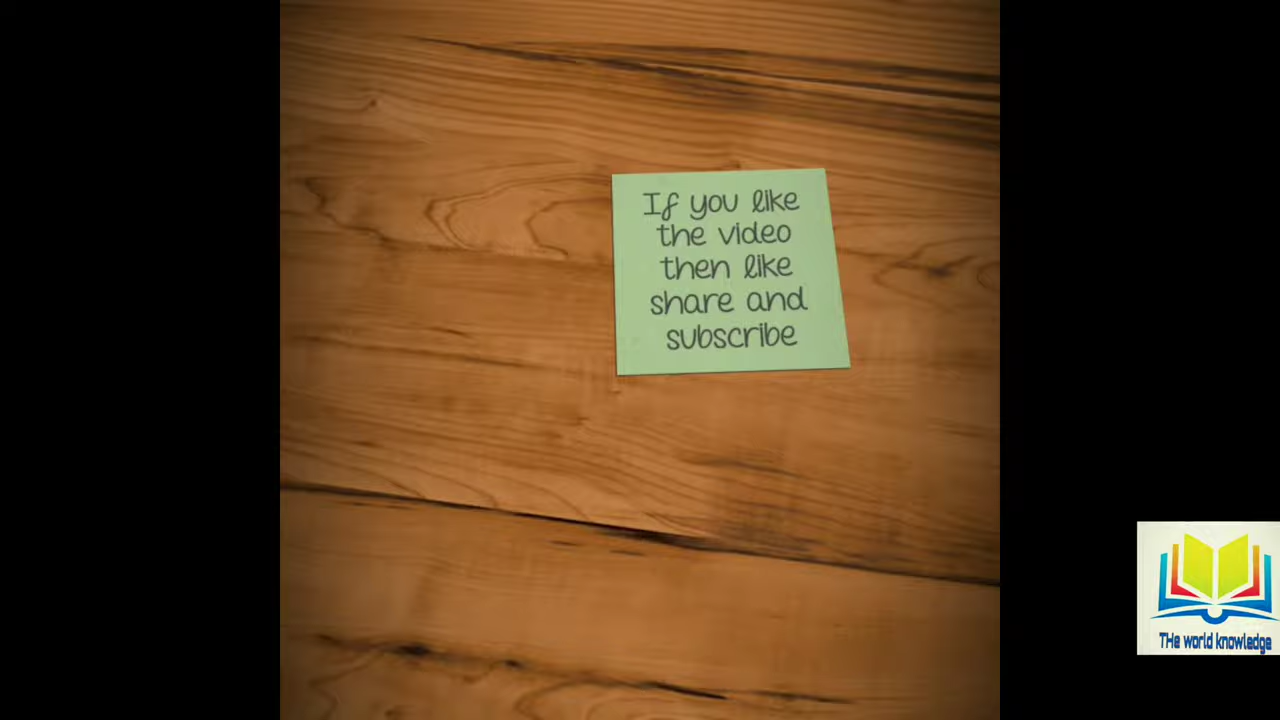 If you like
the video
then like
share and
subscribe
THe world knowledge